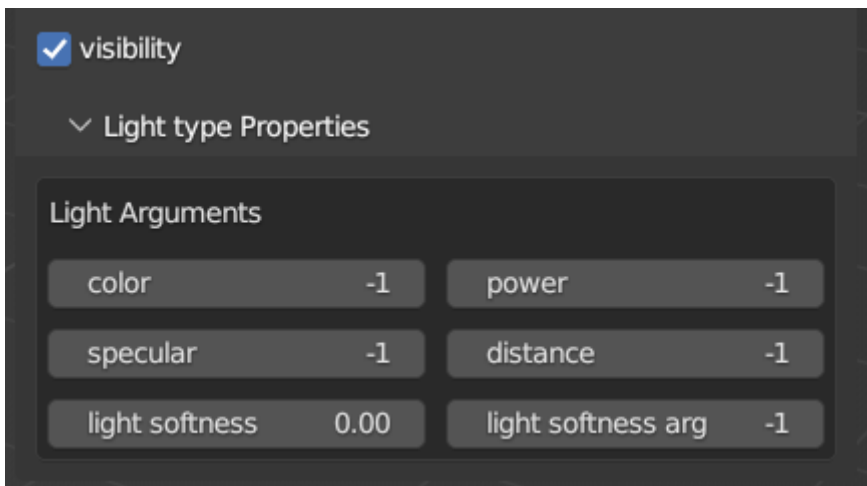 visibility
Light type Properties
Light Arguments
color -1 power -1
specular -1 distance -1
light softness 0.00 light softness arg -1